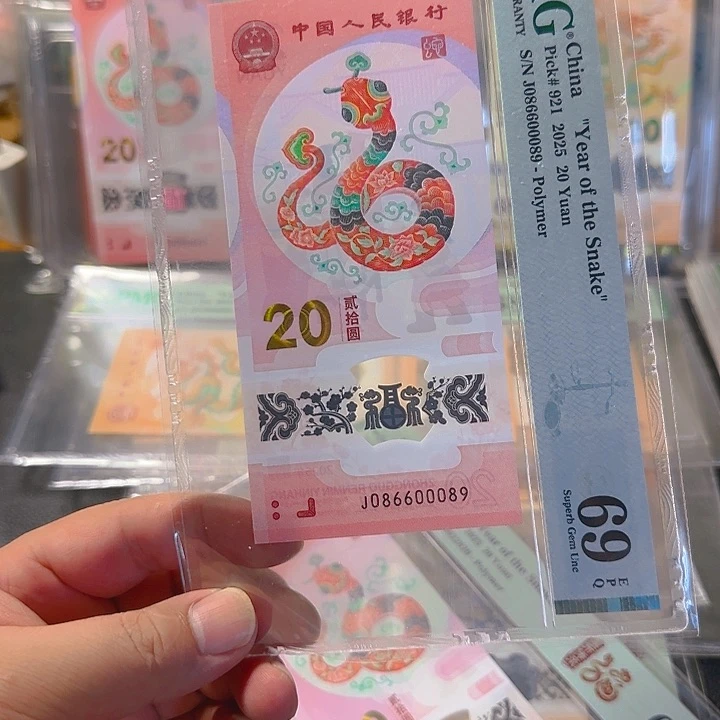 中国人民银行
20
贰拾圆
J086600089
China "Year of the Snake"
Pick# 921 2025 20 Yuan
S/N J086600089 - Polymer
69 EPQ
Superb Gem Unc
20